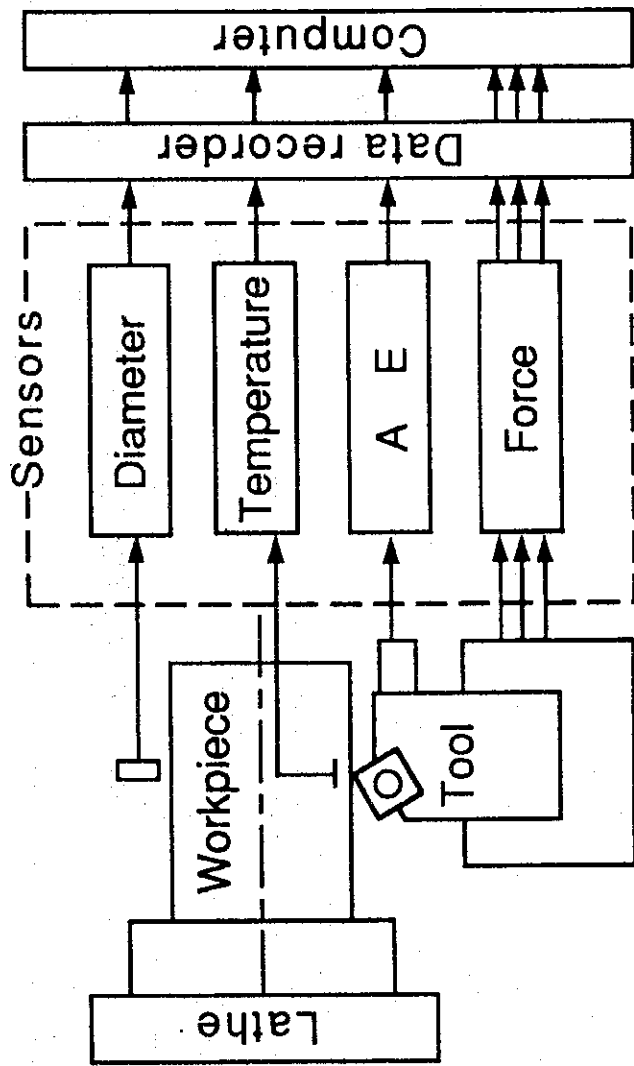 Sensors
Lathe
Workpiece
Tool
Diameter
Temperature
A E
Force
Data recorder
Computer